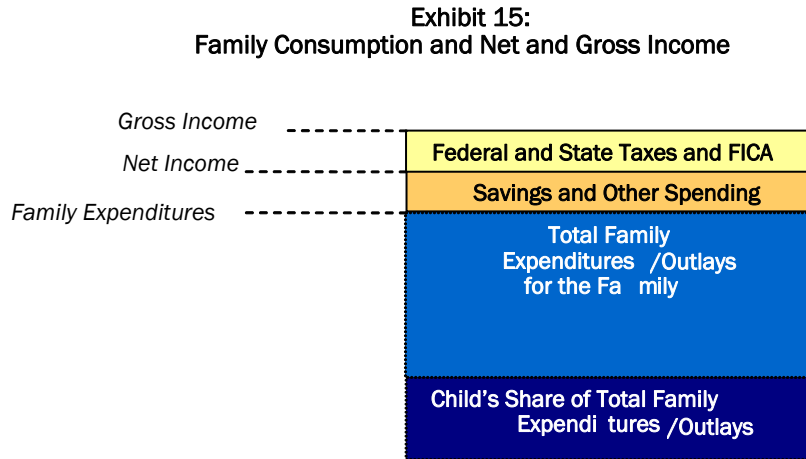 Exhibit 15:
Family Consumption and Net and Gross Income
Gross Income
Federal and State Taxes and FICA
Net Income
Savings and Other Spending
Family Expenditures
Total Family
Expenditures /Outlays
for the Fa mily
Child's Share of Total Family
Expendi tures /Outlays